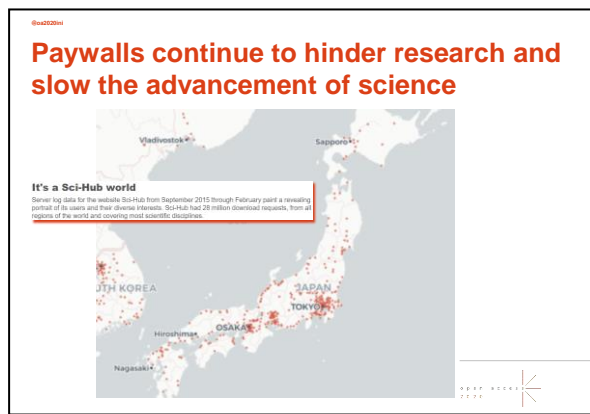 @oa2020ini
Paywalls continue to hinder research and
slow the advancement of science
Vladivostok
Sapporo
It's a Sci-Hub world
Server log data for the website Sci-Hub from September 2015 through February paint a revealing
portrait of its users and their diverse interests. Sci-Hub had 28 million download requests, from all
regions of the world and covering most scientific disciplines.
UTH KOREA
JAPAN
TOKYO
OSAKA
Hiroshima
Nagasaki
open access